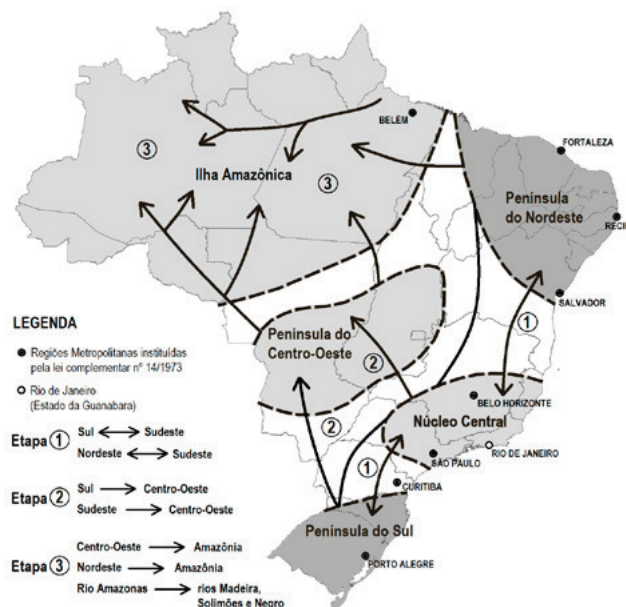 BELÉM
FORTALEZA
③
Ilha Amazônica
③
Península
do Nordeste
RECI
SALVADOR
①
LEGENDA
Regiões Metropolitanas instituídas
pela lei complementar nº 14/1973
Rio de Janeiro
(Estado da Guanabara)
Península do
Centro-Oeste
②
②
BELO HORIZONTE
Núcleo Central
SÃO PAULO
RIO DE JANEIRO
①
CURITIBA
Península do Sul
PORTO ALEGRE
Etapa ① Sul Sudeste
Nordeste Sudeste
Etapa ② Sul Centro-Oeste
Sudeste Centro-Oeste
Etapa ③ Centro-Oeste Amazônia
Nordeste Amazônia
Rio Amazonas rios Madeira,
Solimões e Negro